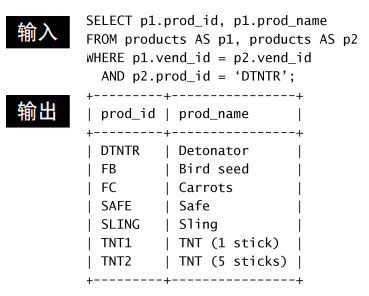 输入
SELECT p1.prod_id, p1.prod_name
FROM products AS p1, products AS p2
WHERE p1.vend_id = p2.vend_id
  AND p2.prod_id = ‘DTNTR’;
输出
+---------+----------------+
| prod_id | prod_name      |
+---------+----------------+
| DTNTR   | Detonator      |
| FB      | Bird seed      |
| FC      | Carrots        |
| SAFE    | Safe           |
| SLING   | Sling          |
| TNT1    | TNT (1 stick)  |
| TNT2    | TNT (5 sticks) |
+---------+----------------+